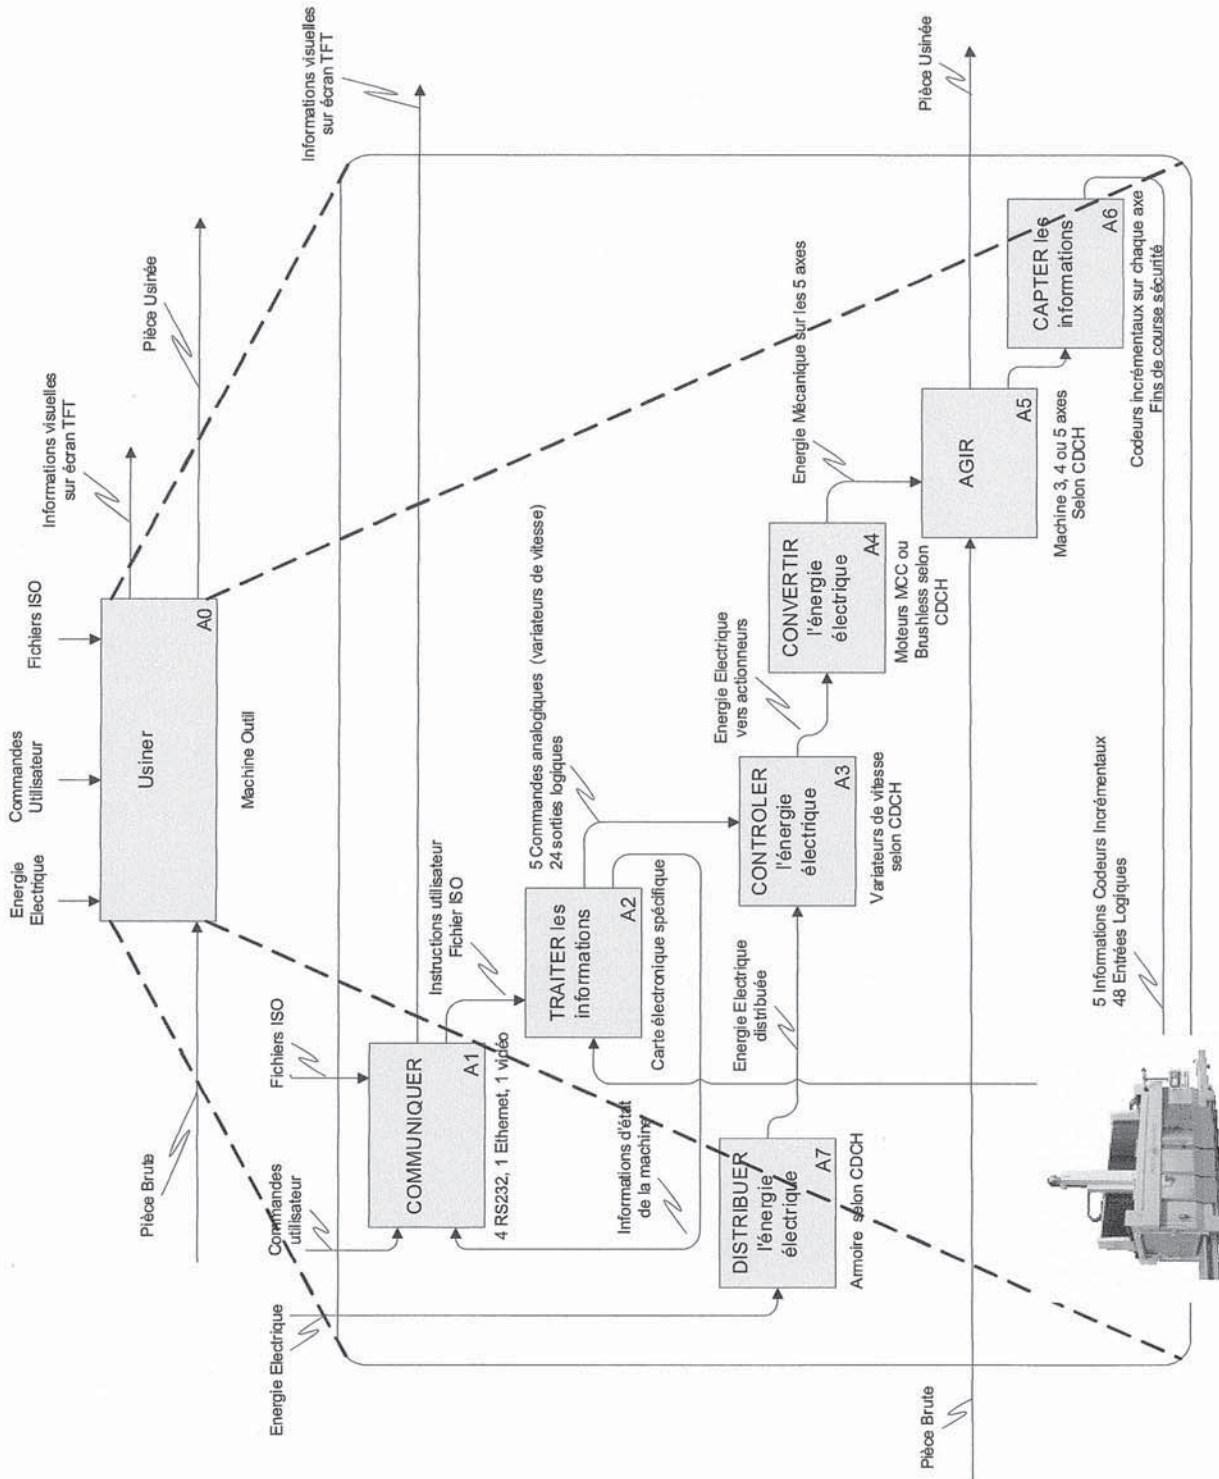 Energie
Electrique
Commandes
Utilisateur
Fichiers ISO
Informations visuelles
sur écran TFT
Pièce Usinée
Usiner
A0
Machine Outil
Pièce Brute
Energie Electrique
Commandes
utilisateur
Fichiers ISO
Informations visuelles
sur écran TFT
COMMUNIQUER
A1
4 RS232, 1 Ethernet, 1 vidéo
Instructions utilisateur
Fichier ISO
TRAITER les
informations
A2
Carte électronique spécifique
5 Commandes analogiques (variateurs de vitesse)
24 sorties logiques
Informations d'état
de la machine
DISTRIBUER
l'énergie
électrique
A7
Armoire selon CDCH
Energie Electrique
distribuée
CONTROLER
l'énergie
électrique
A3
Variateurs de vitesse
selon CDCH
Energie Electrique
vers actionneurs
CONVERTIR
l'énergie
électrique
A4
Moteurs MCC ou
Brushless selon
CDCH
Energie Mécanique sur les 5 axes
Pièce Brute
AGIR
A5
Machine 3, 4 ou 5 axes
Selon CDCH
Pièce Usinée
CAPTER les
informations
A6
Codeurs incrémentaux sur chaque axe
Fins de course sécurité
5 Informations Codeurs Incrémentaux
48 Entrées Logiques